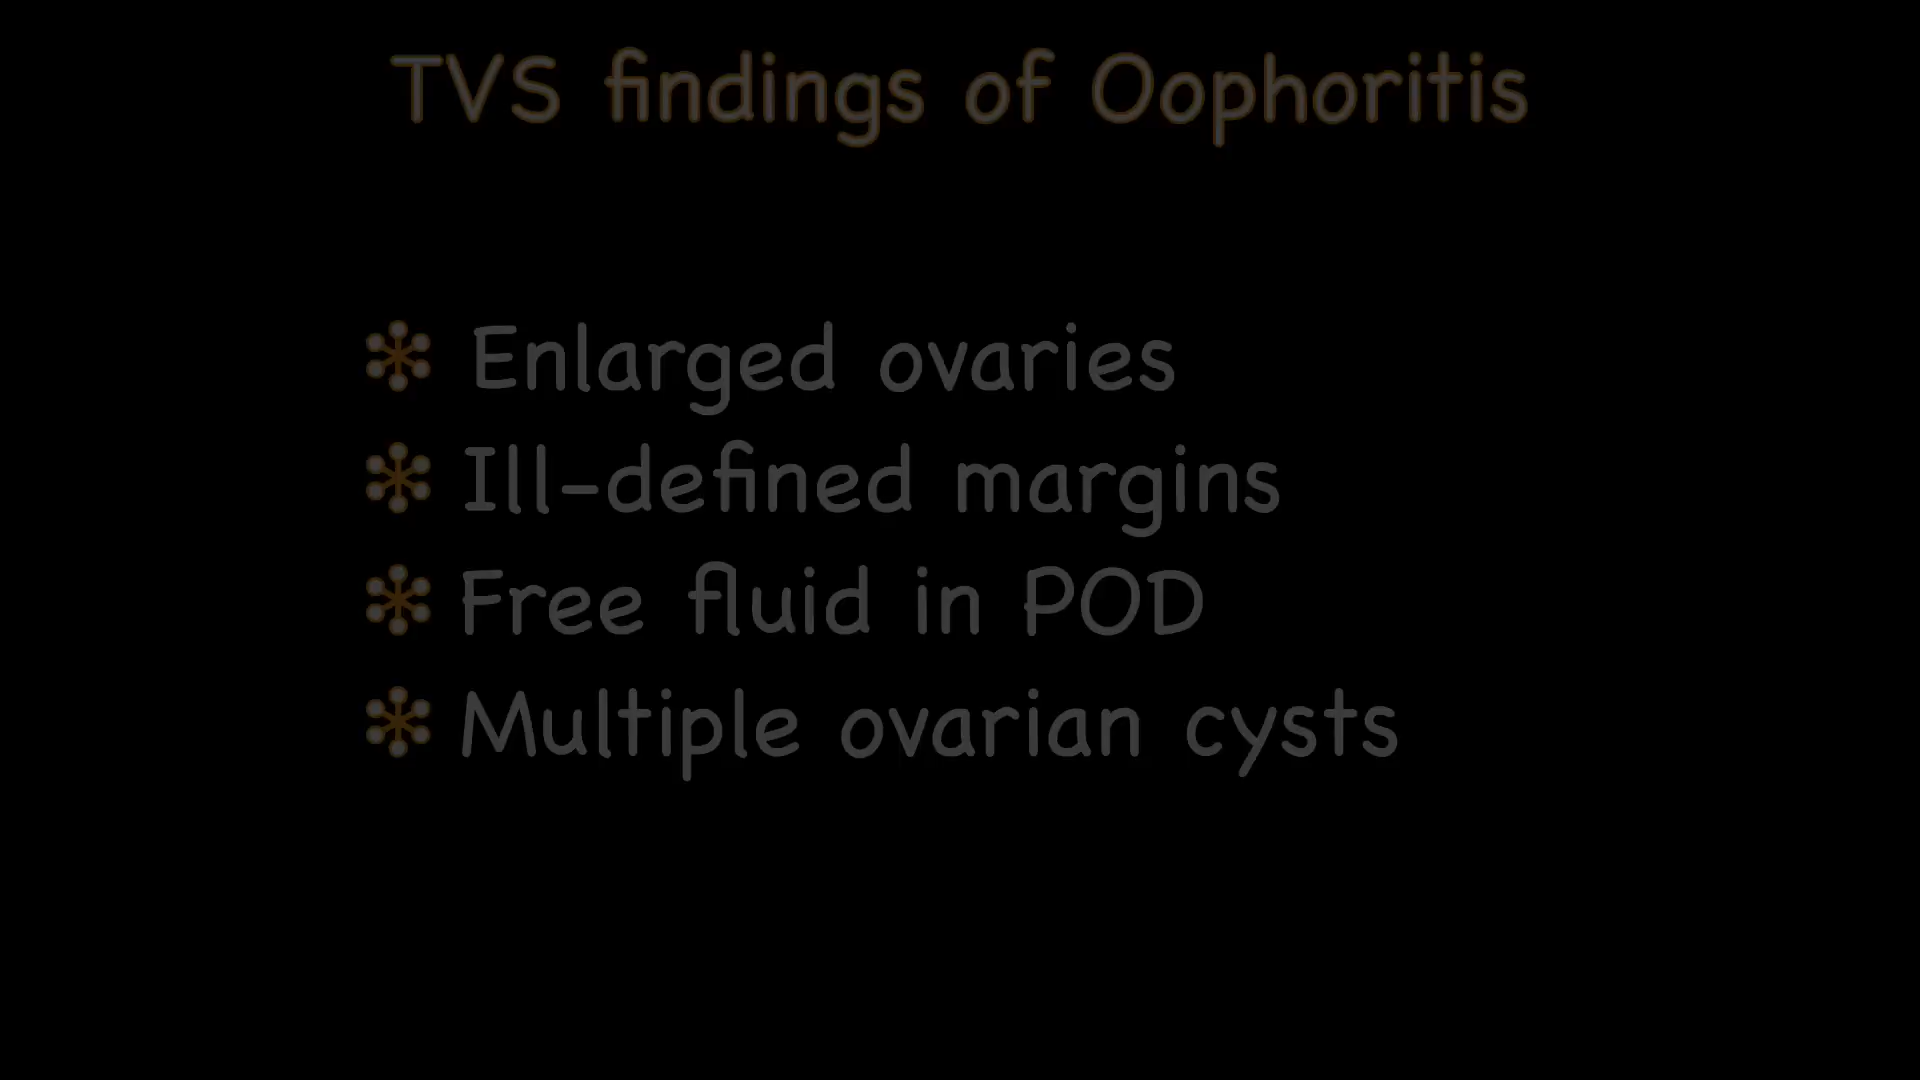 TVS findings of Oophoritis
Enlarged ovaries
Ill-defined margins
Free fluid in POD
Multiple ovarian cysts